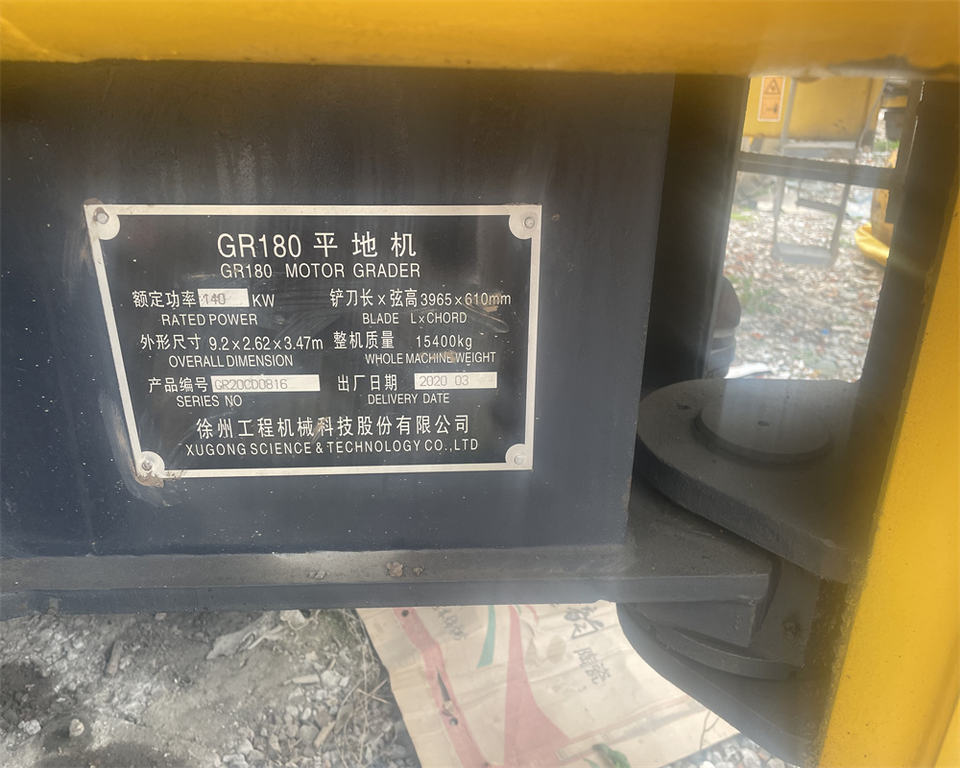 GR180 平地机
GR180 MOTOR GRADER
额定功率 140 KW 铲刀长×弦高 3965×610mm
RATED POWER BLADE L×CHORD
外形尺寸 9.2×2.62×3.47m 整机质量 15400kg
OVERALL DIMENSION WHOLE MACHINE WEIGHT
产品编号 GR20CD0816 出厂日期 2020 03
SERIES NO DELIVERY DATE
徐州工程机械科技股份有限公司
XUGONG SCIENCE & TECHNOLOGY CO.,LTD
陶瓷